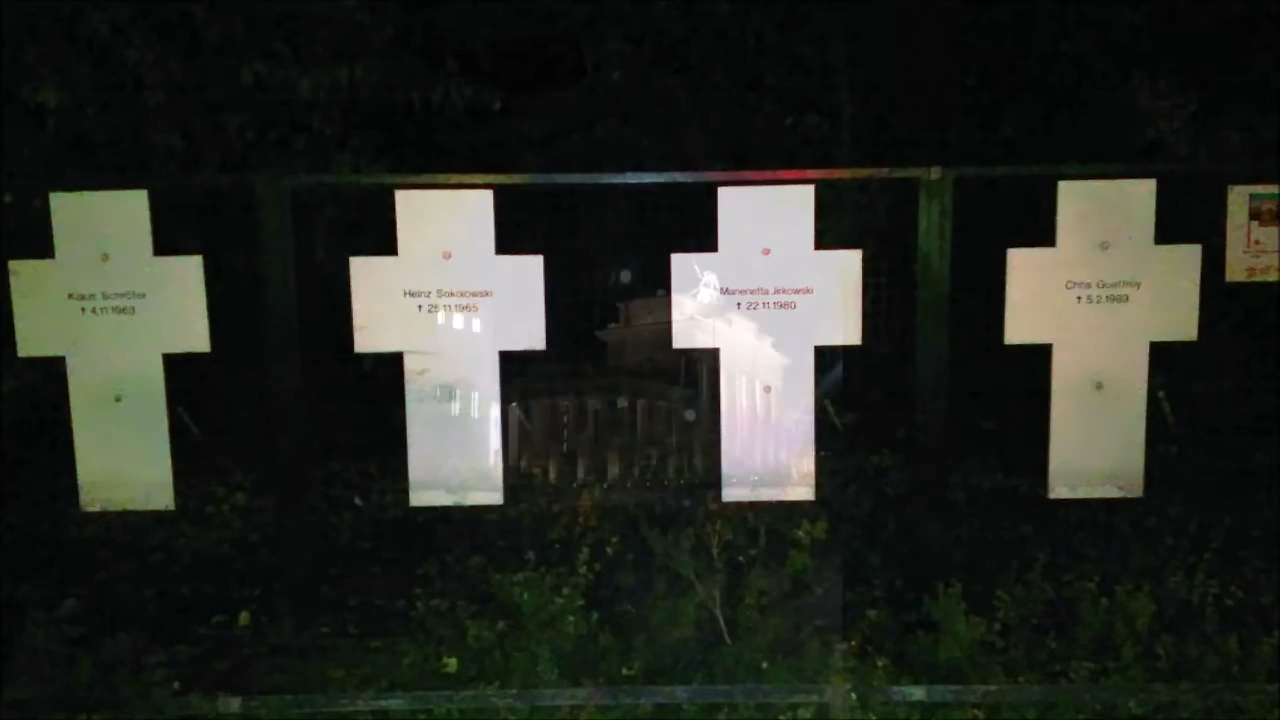 Klaus Schröter
† 4.11.1963
Heinz Sokolowski
† 25.11.1965
Marienetta Jirkowski
† 22.11.1980
Chris Gueffroy
† 5.2.1989